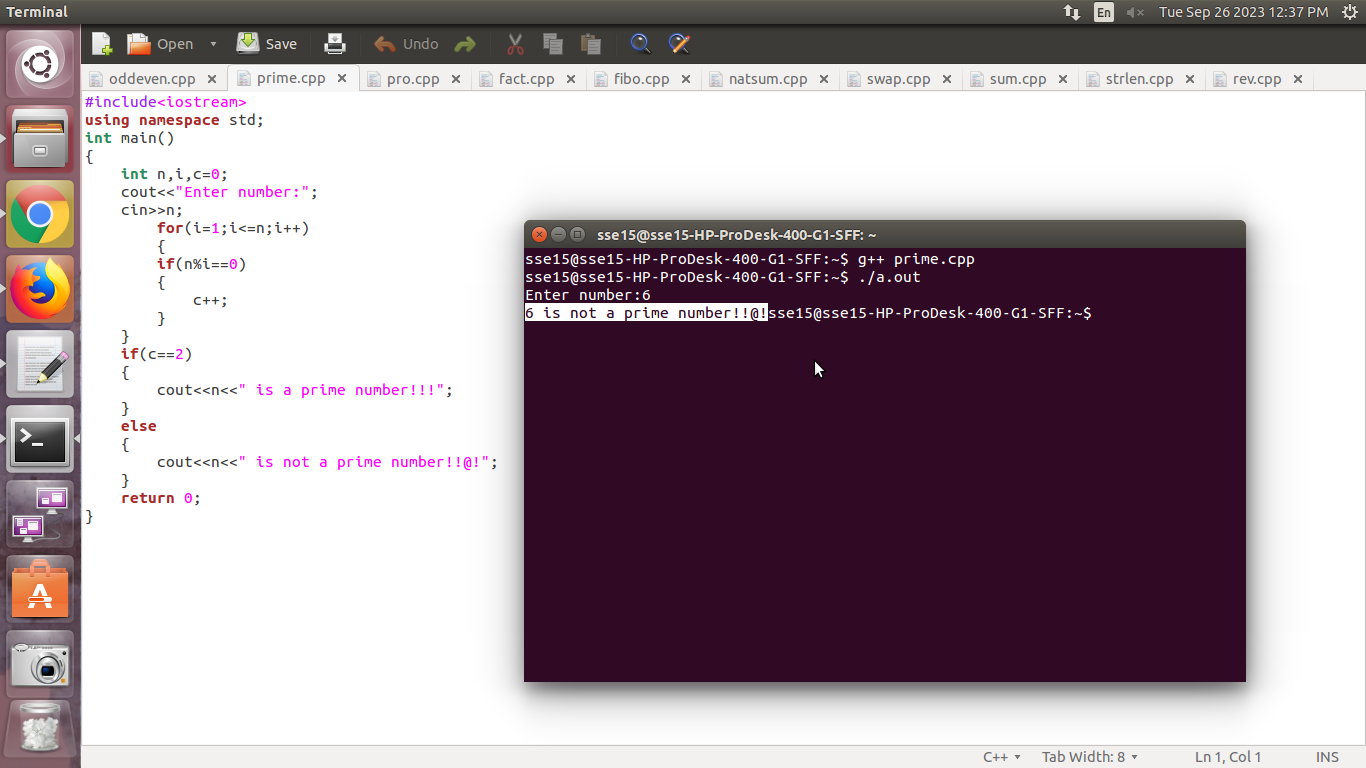 Terminal
En
Tue Sep 26 2023 12:37 PM
Open
Save
Undo
oddeven.cpp
prime.cpp
pro.cpp
fact.cpp
fibo.cpp
natsum.cpp
swap.cpp
sum.cpp
strlen.cpp
rev.cpp
#include<iostream>
using namespace std;
int main()
{
    int n,i,c=0;
    cout<<"Enter number:";
    cin>>n;
        for(i=1;i<=n;i++)
        {
        if(n%i==0)
        {
            c++;
        }
    }
    if(c==2)
    {
        cout<<n<<" is a prime number!!!";
    }
    else
    {
        cout<<n<<" is not a prime number!!@!";
    }
    return 0;
}
sse15@sse15-HP-ProDesk-400-G1-SFF: ~
sse15@sse15-HP-ProDesk-400-G1-SFF:~$ g++ prime.cpp
sse15@sse15-HP-ProDesk-400-G1-SFF:~$ ./a.out
Enter number:6
6 is not a prime number!!@!sse15@sse15-HP-ProDesk-400-G1-SFF:~$
C++
Tab Width: 8
Ln 1, Col 1
INS